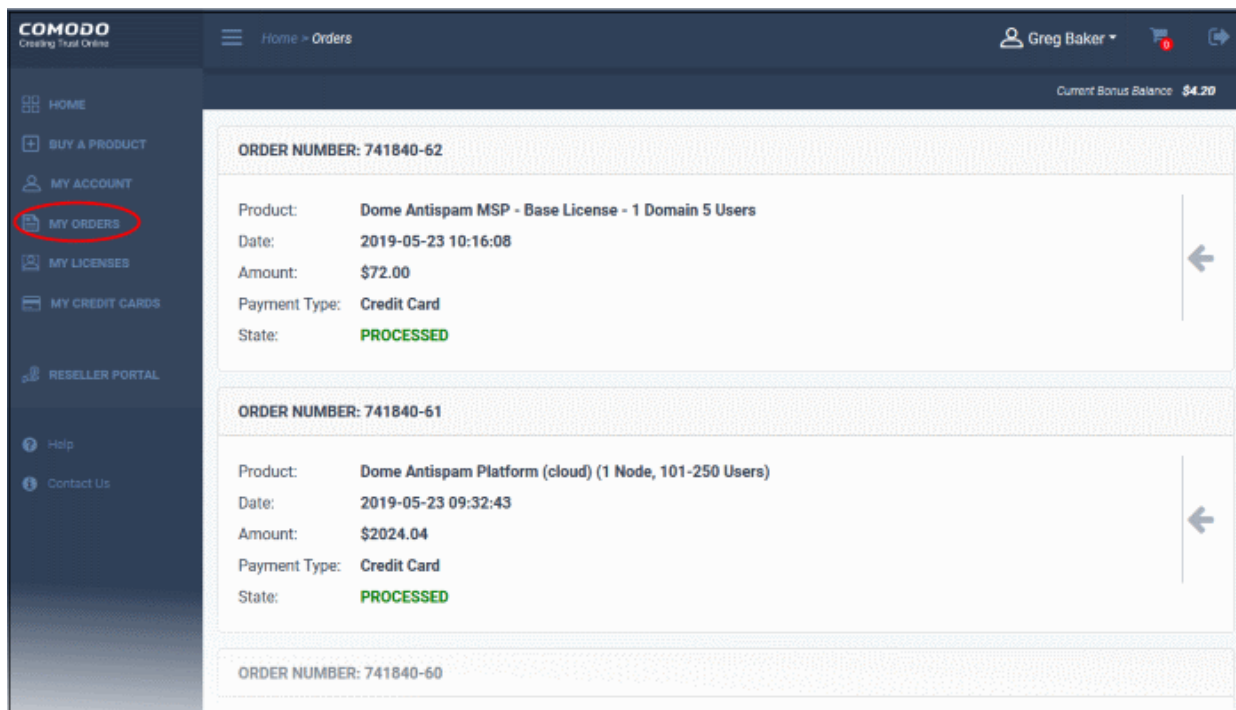 COMODO
Creating Trust Online
Home > Orders
Greg Baker
0
Current Bonus Balance $4.20
HOME
BUY A PRODUCT
MY ACCOUNT
MY ORDERS
MY LICENSES
MY CREDIT CARDS
RESELLER PORTAL
Help
Contact Us
ORDER NUMBER: 741840-62
Product: Dome Antispam MSP - Base License - 1 Domain 5 Users
Date: 2019-05-23 10:16:08
Amount: $72.00
Payment Type: Credit Card
State: PROCESSED
ORDER NUMBER: 741840-61
Product: Dome Antispam Platform (cloud) (1 Node, 101-250 Users)
Date: 2019-05-23 09:32:43
Amount: $2024.04
Payment Type: Credit Card
State: PROCESSED
ORDER NUMBER: 741840-60